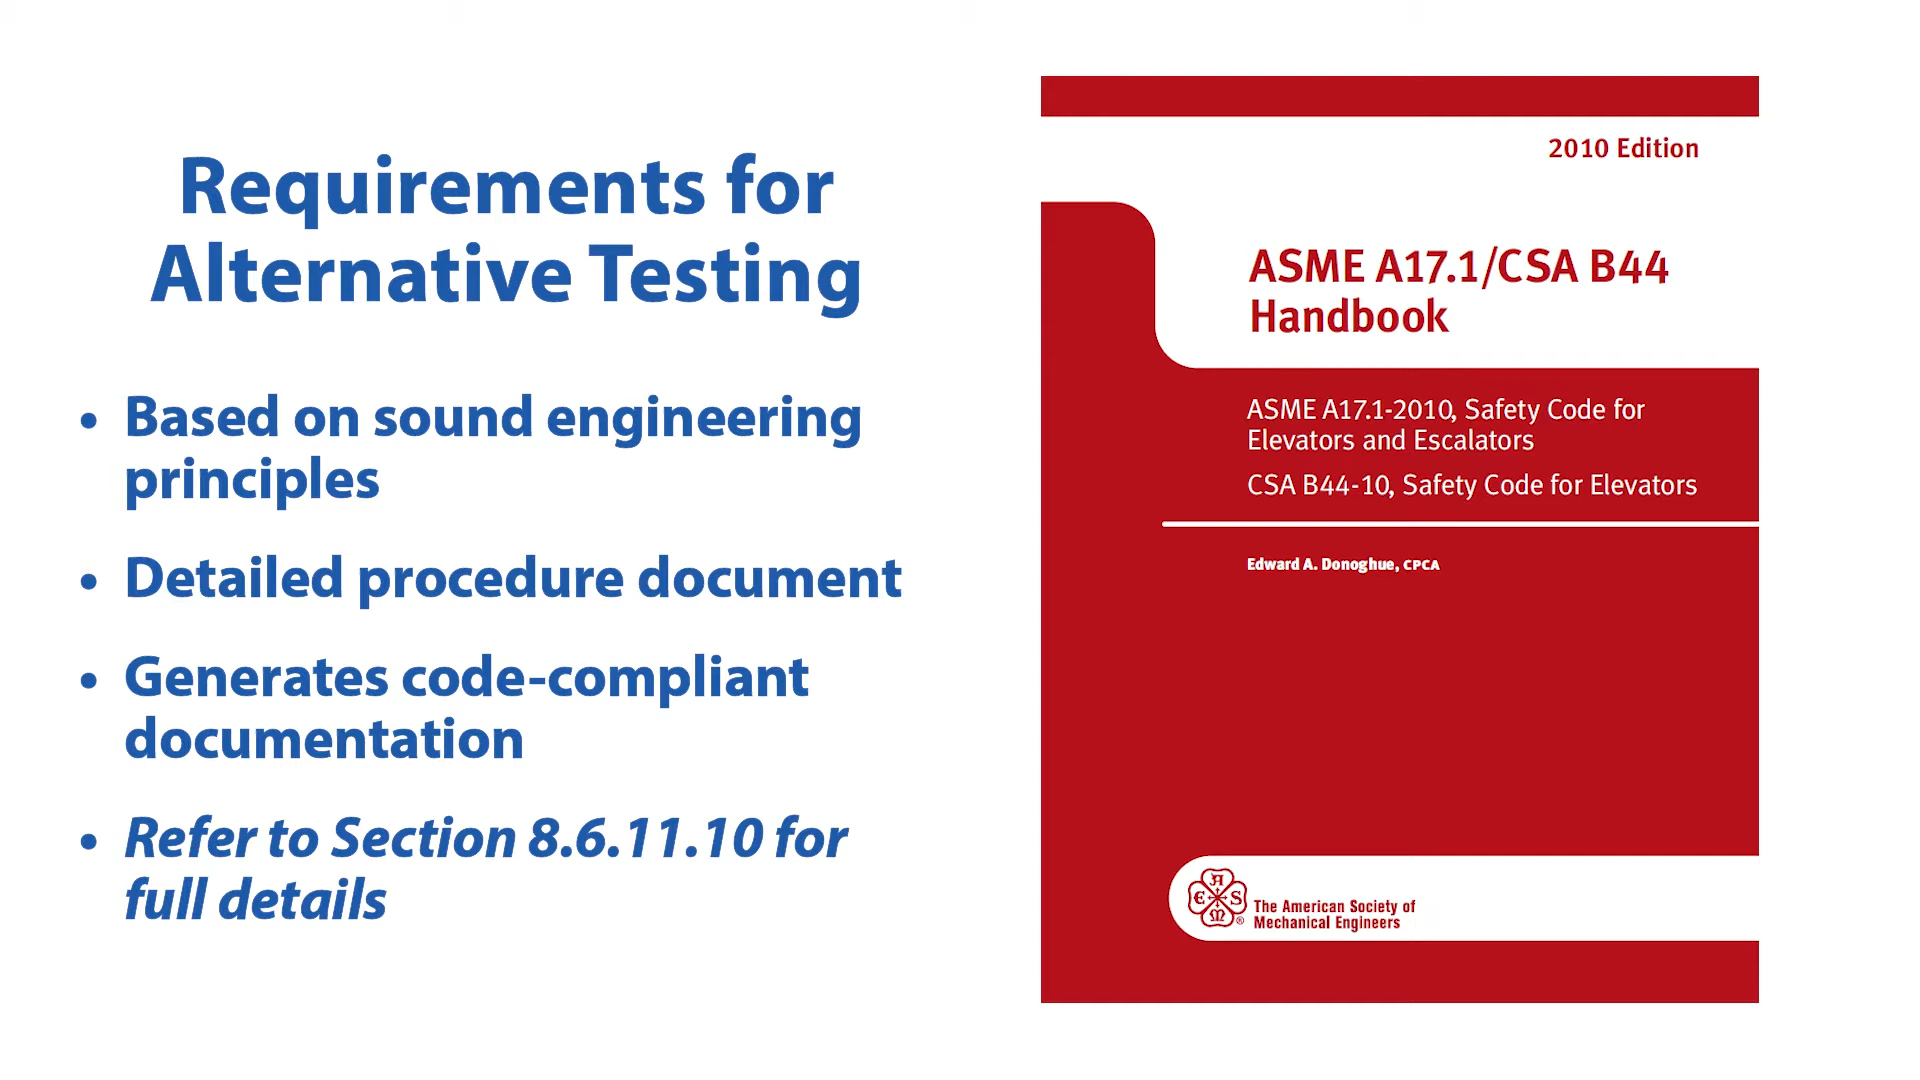 Requirements for
Alternative Testing
• Based on sound engineering
principles
• Detailed procedure document
• Generates code-compliant
documentation
• Refer to Section 8.6.11.10 for
full details
2010 Edition
ASME A17.1/CSA B44
Handbook
ASME A17.1-2010, Safety Code for
Elevators and Escalators
CSA B44-10, Safety Code for Elevators
Edward A. Donoghue, CPCA
A
E S
M ®
The American Society of
Mechanical Engineers